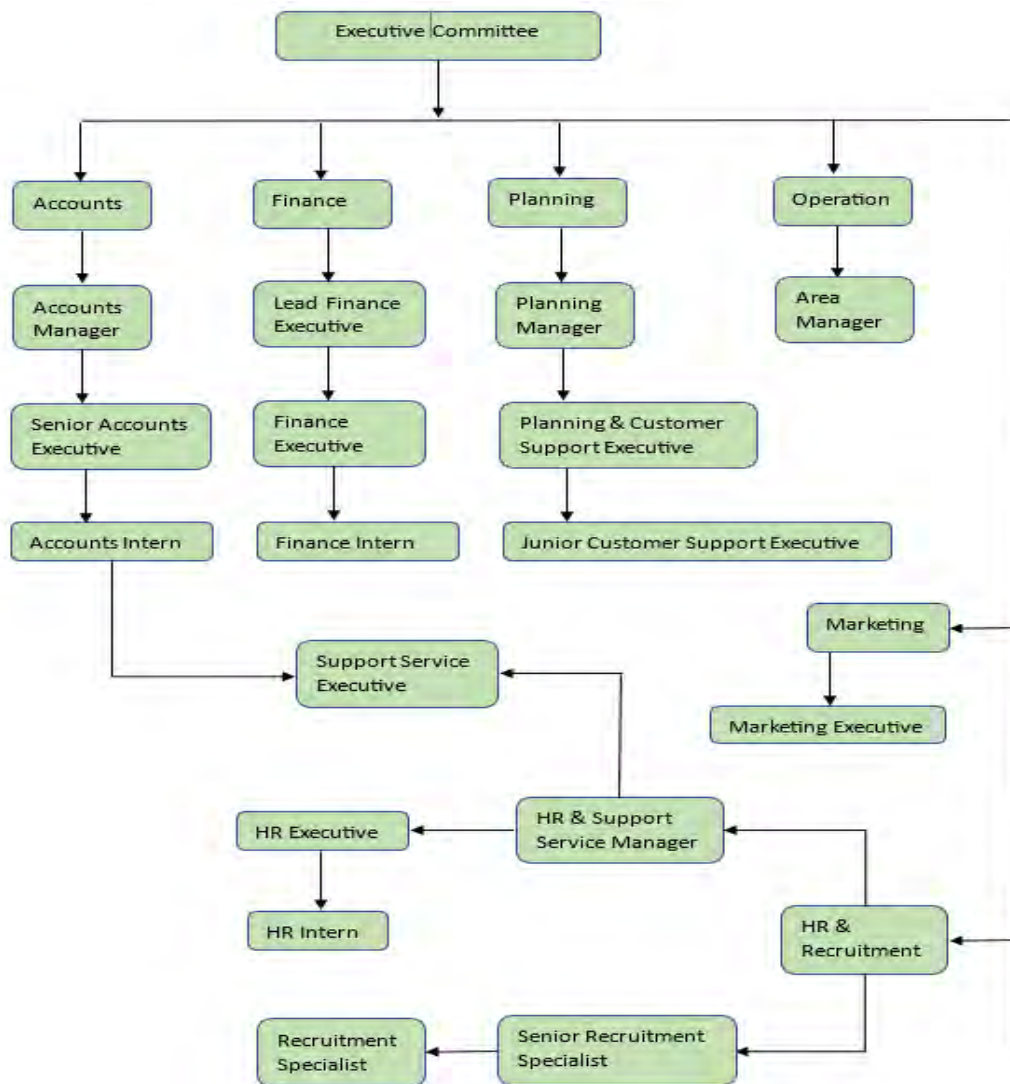 Executive Committee
Accounts
Finance
Planning
Operation
Accounts
Manager
Lead Finance
Executive
Planning
Manager
Area
Manager
Senior Accounts
Executive
Finance
Executive
Planning & Customer
Support Executive
Accounts Intern
Finance Intern
Junior Customer Support Executive
Marketing
Support Service
Executive
Marketing Executive
HR & Support
Service Manager
HR Executive
HR Intern
HR &
Recruitment
Senior Recruitment
Specialist
Recruitment
Specialist